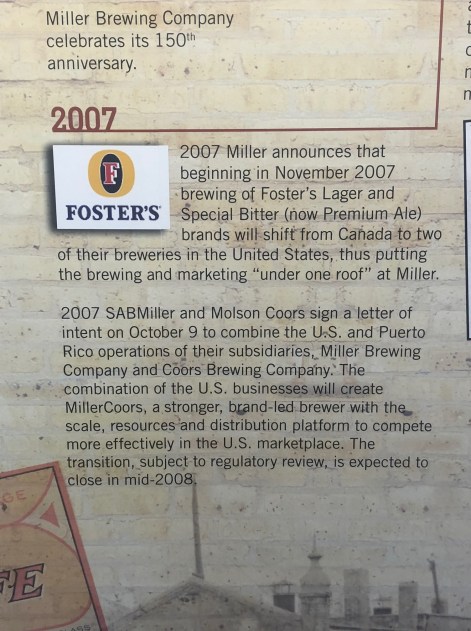 Miller Brewing Company
celebrates its 150th
anniversary.
2007
F
FOSTER'S
2007 Miller announces that
beginning in November 2007
brewing of Foster's Lager and
Special Bitter (now Premium Ale)
brands will shift from Canada to two
of their breweries in the United States, thus putting
the brewing and marketing “under one roof” at Miller.
2007 SABMiller and Molson Coors sign a letter of
intent on October 9 to combine the U.S. and Puerto
Rico operations of their subsidiaries, Miller Brewing
Company and Coors Brewing Company. The
combination of the U.S. businesses will create
MillerCoors, a stronger, brand-led brewer with the
scale, resources and distribution platform to compete
more effectively in the U.S. marketplace. The
transition, subject to regulatory review, is expected to
close in mid-2008.